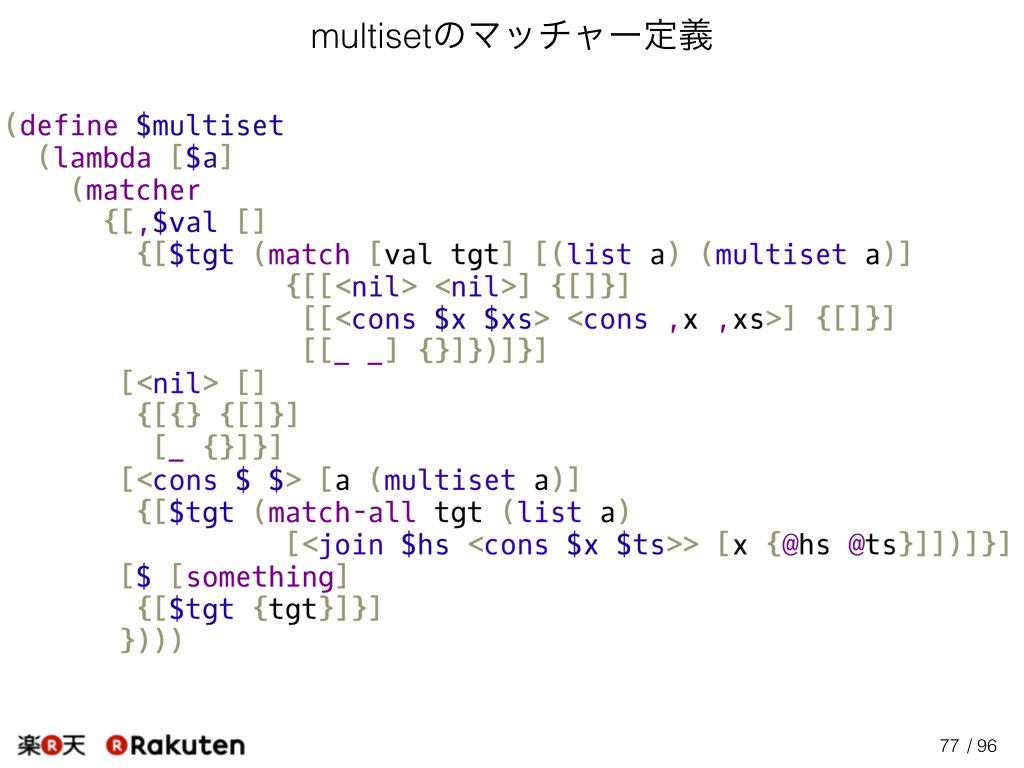 multisetのマッチャー定義
(define $multiset
  (lambda [$a]
    (matcher
      {[,$val []
        {[$tgt (match [val tgt] [(list a) (multiset a)]
                 {[[<nil> <nil>] {[]}]
                  [[<cons $x $xs> <cons ,x ,xs>] {[]}]
                  [[_ _] {}]})]}]
       [<nil> []
        {[{} {[]}]
         [_ {}]}]
       [<cons $ $> [a (multiset a)]
        {[$tgt (match-all tgt (list a)
                 [<join $hs <cons $x $ts>> [x {@hs @ts}]])]}]
       [$ [something]
        {[$tgt {tgt}]}]
       })))
楽R天 R Rakuten
77 / 96